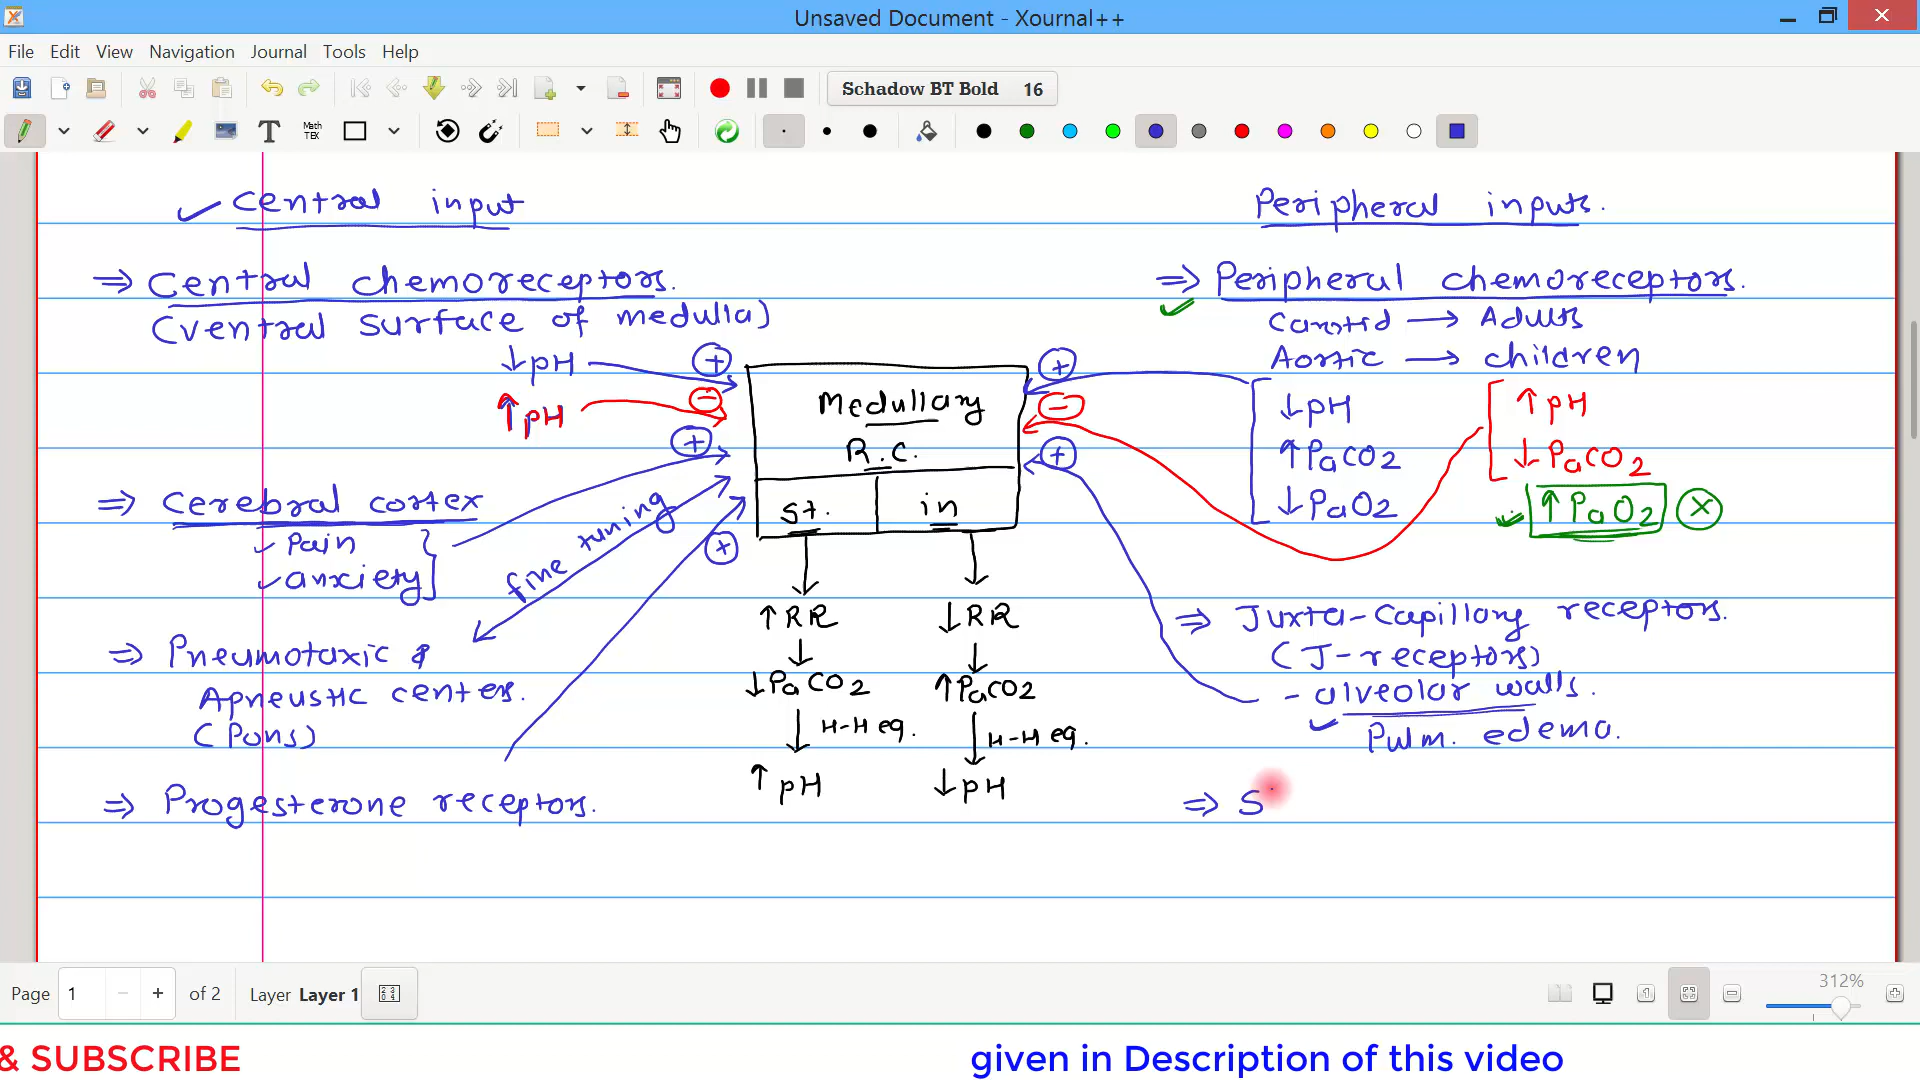 Unsaved Document - Xournal++
File Edit View Navigation Journal Tools Help
Schadow BT Bold 16
Math
TEX
Central input
Peripheral inputs.
⇒ Central chemoreceptors.
(ventral surface of medulla)
↓pH
↑pH
⇒ Cerebral cortex
Pain
anxiety
fine tuning
⇒ Pneumotaxic &
Apneustic centers.
(Pons)
⇒ Progesterone receptors.
Medullary
R.C.
st. in
↑RR ↓RR
↓PaCO2 ↑PaCO2
H-H eq. H-H eq.
↑pH ↓pH
⇒ Peripheral chemoreceptors.
Carotid → Adults
Aortic → children
↓pH ↑pH
↑PaCO2 ↓PaCO2
↓PaO2 ↑PaO2
⇒ Juxta-Capillary receptors.
(J-receptors)
- alveolar walls.
Pulm. edema.
⇒ S
Page 1 of 2 Layer Layer 1 312%
& SUBSCRIBE
given in Description of this video